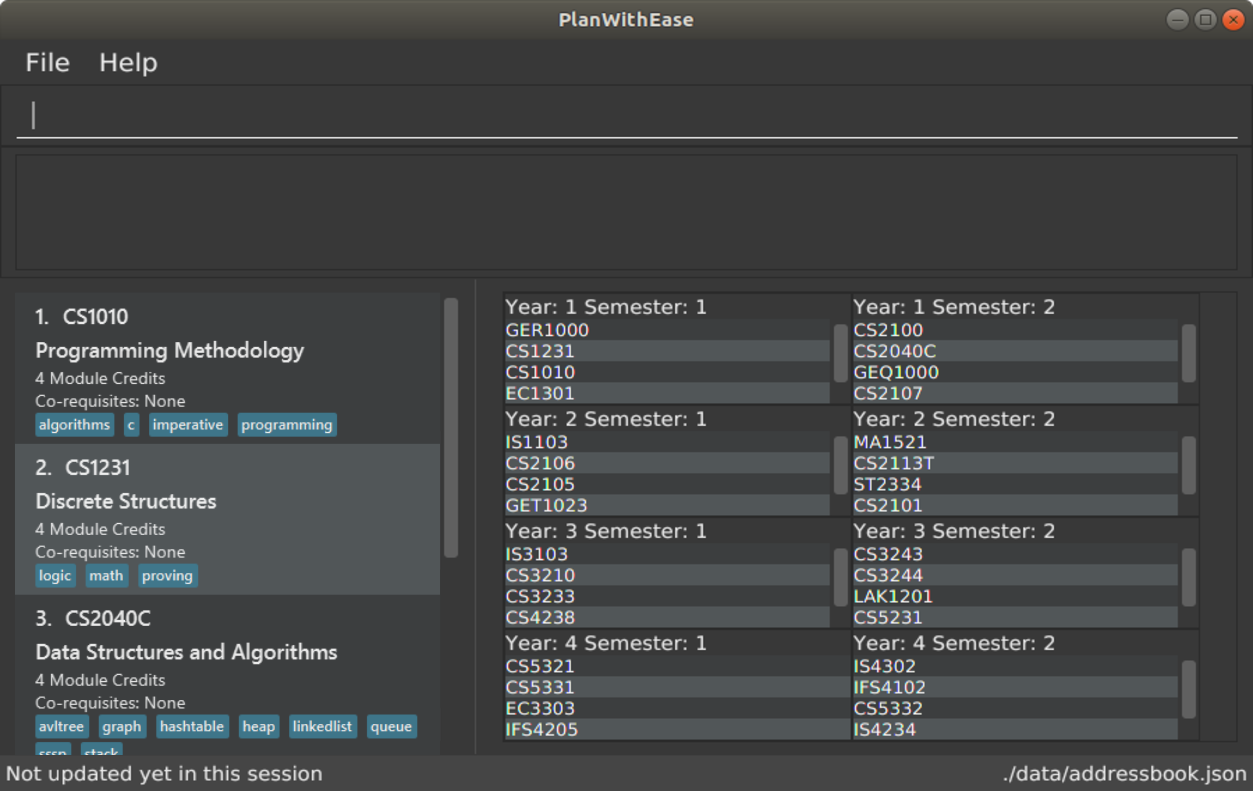 PlanWithEase
File Help
1. CS1010
Programming Methodology
4 Module Credits
Co-requisites: None
algorithms c imperative programming
2. CS1231
Discrete Structures
4 Module Credits
Co-requisites: None
logic math proving
3. CS2040C
Data Structures and Algorithms
4 Module Credits
Co-requisites: None
avltree graph hashtable heap linkedlist queue
sssp stack
Year: 1 Semester: 1
GER1000
CS1231
CS1010
EC1301
Year: 1 Semester: 2
CS2100
CS2040C
GEQ1000
CS2107
Year: 2 Semester: 1
IS1103
CS2106
CS2105
GET1023
Year: 2 Semester: 2
MA1521
CS2113T
ST2334
CS2101
Year: 3 Semester: 1
IS3103
CS3210
CS3233
CS4238
Year: 3 Semester: 2
CS3243
CS3244
LAK1201
CS5231
Year: 4 Semester: 1
CS5321
CS5331
EC3303
IFS4205
Year: 4 Semester: 2
IS4302
IFS4102
CS5332
IS4234
Not updated yet in this session
./data/addressbook.json